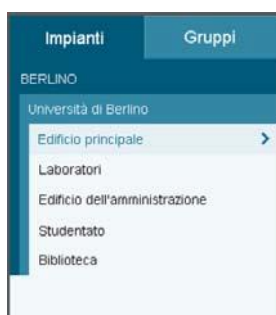 Impianti
Gruppi
BERLINO
Università di Berlino
Edificio principale
Laboratori
Edificio dell'amministrazione
Studentato
Biblioteca